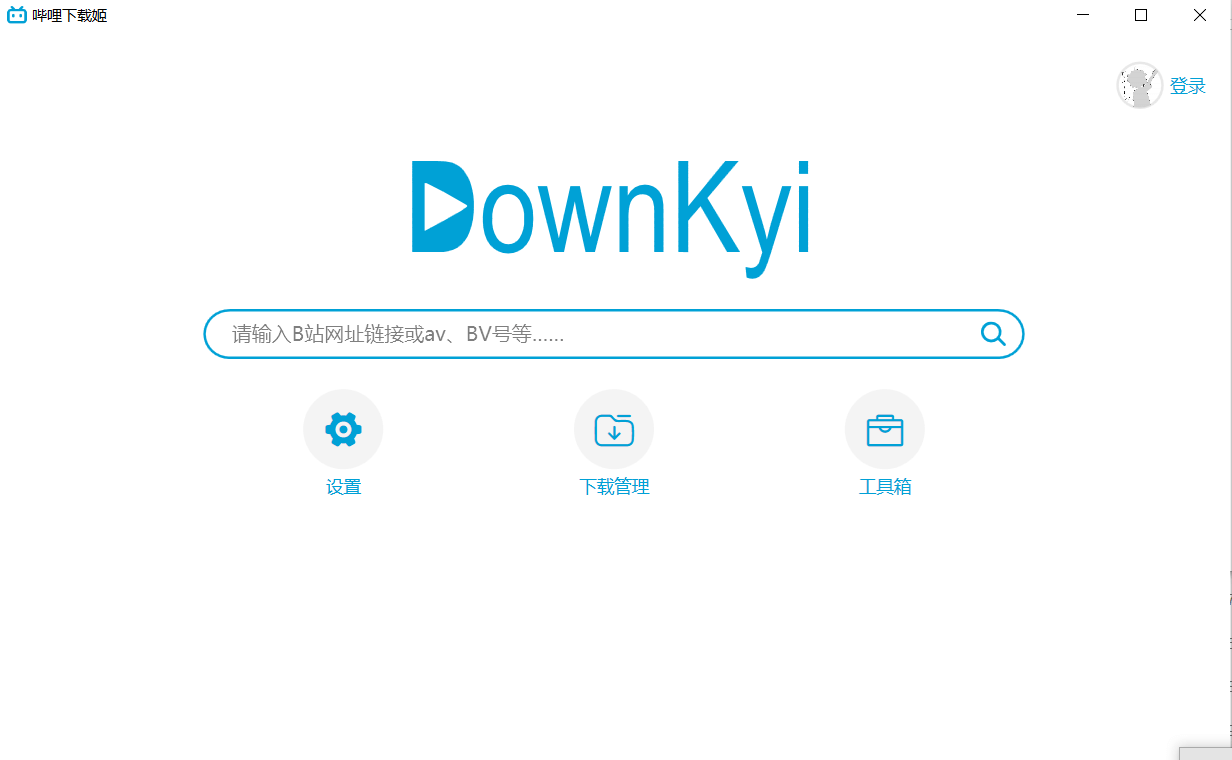 哔哩下载姬
登录
DownKyi
请输入B站网址链接或av、BV号等......
设置
下载管理
工具箱